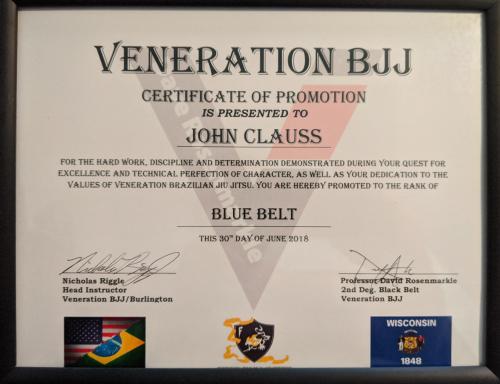 VENERATION BJJ
CERTIFICATE OF PROMOTION
IS PRESENTED TO
JOHN CLAUSS
FOR THE HARD WORK, DISCIPLINE AND DETERMINATION DEMONSTRATED DURING YOUR QUEST FOR
EXCELLENCE AND TECHNICAL PERFECTION OF CHARACTER, AS WELL AS YOUR DEDICATION TO THE
VALUES OF VENERATION BRAZILIAN JIU JITSU. YOU ARE HEREBY PROMOTED TO THE RANK OF
BLUE BELT
THIS 30TH DAY OF JUNE 2018
Nicholas Riggle
Head Instructor
Veneration BJJ/Burlington
Professor David Rosenmarkle
2nd Deg. Black Belt
Veneration BJJ
WISCONSIN
1848